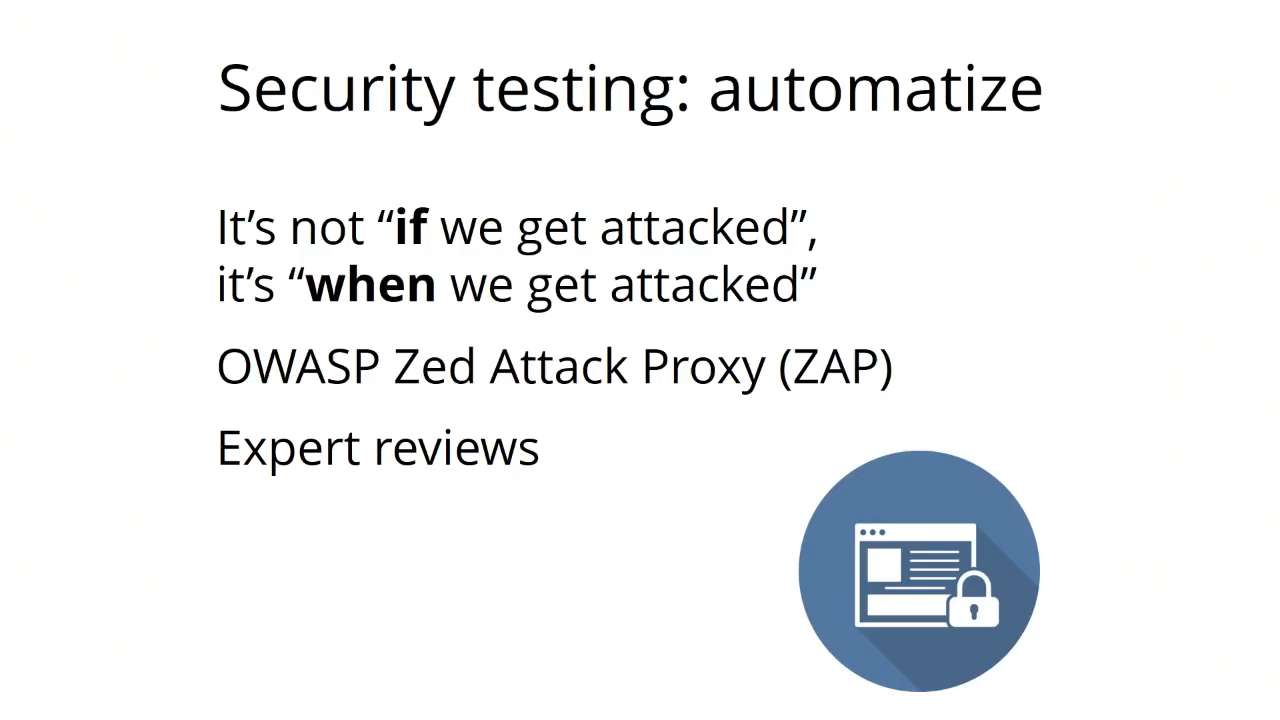 Security testing: automatize
It’s not “if we get attacked”,
it’s “when we get attacked”
OWASP Zed Attack Proxy (ZAP)
Expert reviews